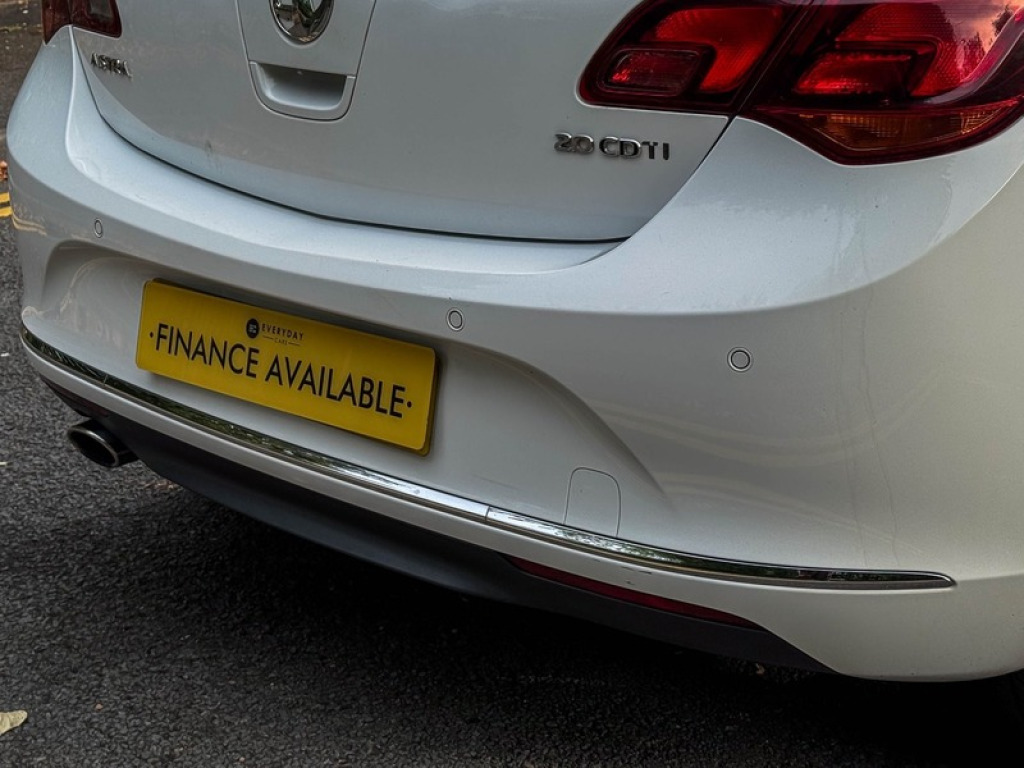 ASTRA
2.0 CDTI
EVERYDAY
CARS
·FINANCE AVAILABLE·